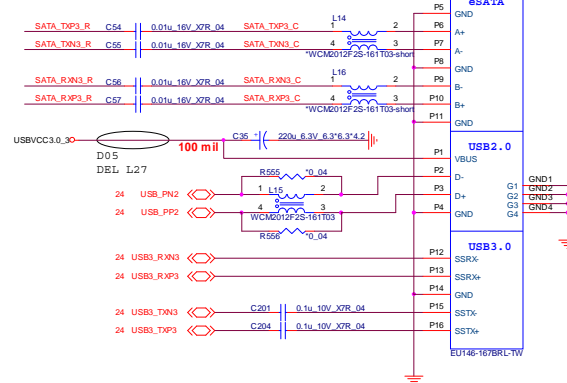 eSATA
P5 GND
SATA_TXP3_R C54 0.01u_16V_X7R_04 SATA_TXP3_C L14 1 2 P6 A+
SATA_TXN3_R C55 0.01u_16V_X7R_04 SATA_TXN3_C 4 3 P7 A-
*WCM2012F2S-161T03-short
P8 GND
SATA_RXN3_R C56 0.01u_16V_X7R_04 SATA_RXN3_C L16 1 2 P9 B-
SATA_RXP3_R C57 0.01u_16V_X7R_04 SATA_RXP3_C 4 3 P10 B+
*WCM2012F2S-161T03-short
P11 GND
USBVCC3.0_3 100 mil C35 + 220u_6.3V_6.3*6.3*4.2
D05
DEL L27
USB2.0
P1 VBUS
R555 *0_04
P2 D-
24 USB_PN2 1 L15 2
P3 D+
24 USB_PP2 4 3
WCM2012F2S-161T03
P4 GND
R556 *0_04
G1 GND1
G2 GND2
G3 GND3
G4 GND4
USB3.0
24 USB3_RXN3 P12 SSRX-
24 USB3_RXP3 P13 SSRX+
P14 GND
24 USB3_TXN3 C201 0.1u_10V_X7R_04 P15 SSTX-
24 USB3_TXP3 C204 0.1u_10V_X7R_04 P16 SSTX+
EU146-167BRL-TW